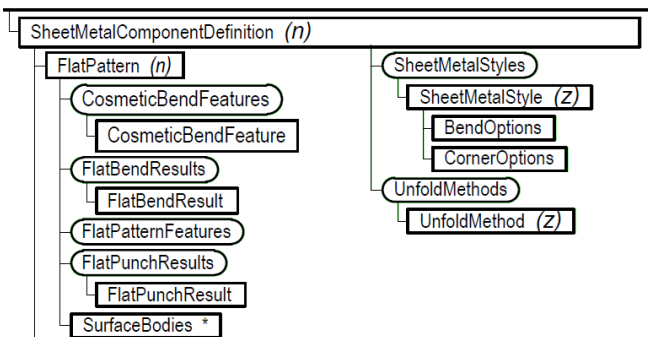 SheetMetalComponentDefinition (n)
FlatPattern (n)
CosmeticBendFeatures
CosmeticBendFeature
FlatBendResults
FlatBendResult
FlatPatternFeatures
FlatPunchResults
FlatPunchResult
SurfaceBodies *
SheetMetalStyles
SheetMetalStyle (z)
BendOptions
CornerOptions
UnfoldMethods
UnfoldMethod (z)